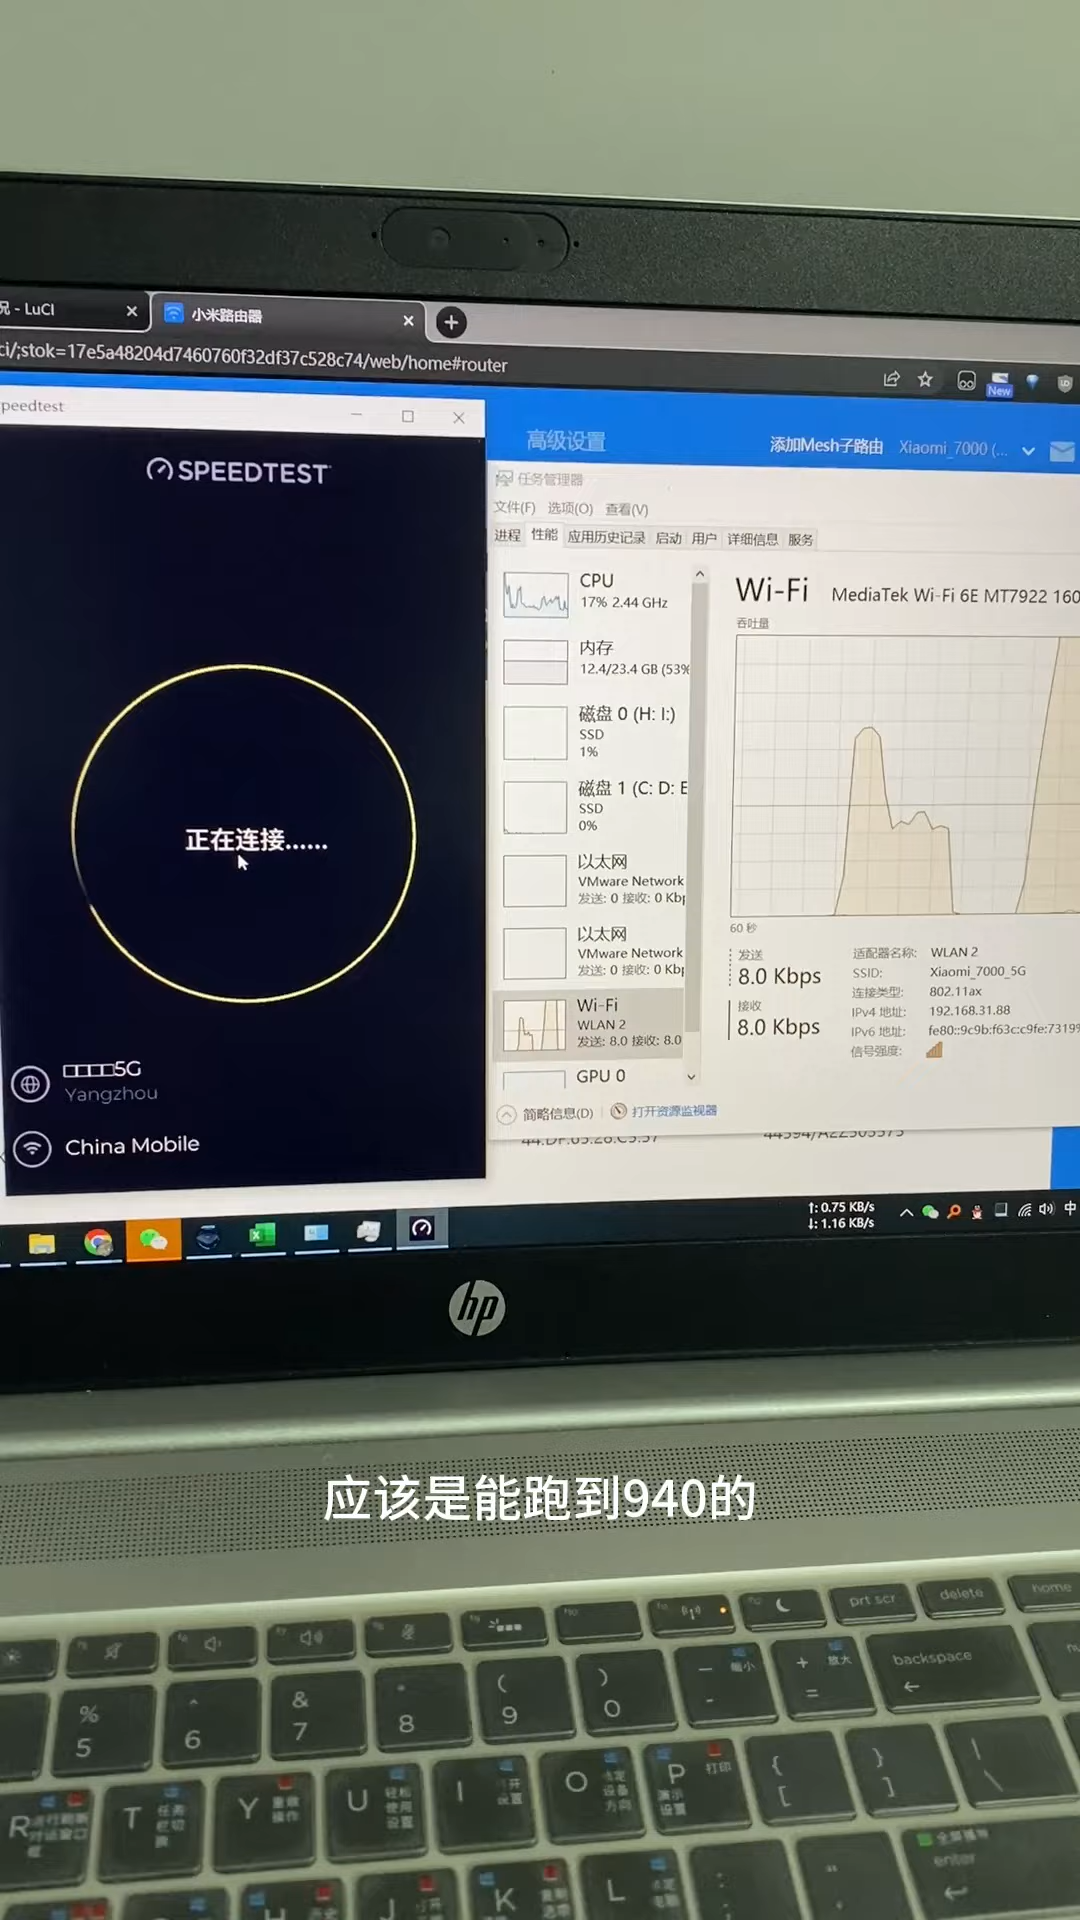 况 - LuCI
小米路由器
ci/;stok=17e5a48204d7460760f32df37c528c74/web/home#router
New
peedtest
SPEEDTEST
正在连接......
5G
Yangzhou
China Mobile
高级设置
添加Mesh子路由
Xiaomi_7000 (...
任务管理器
文件(F) 选项(O) 查看(V)
进程 性能 应用历史记录 启动 用户 详细信息 服务
CPU
17% 2.44 GHz
内存
12.4/23.4 GB (53%
磁盘 0 (H: I:)
SSD
1%
磁盘 1 (C: D: E
SSD
0%
以太网
VMware Network
发送: 0 接收: 0 Kbp
以太网
VMware Network
发送: 0 接收: 0 Kbp
Wi-Fi
WLAN 2
发送: 8.0 接收: 8.0
GPU 0
Wi-Fi MediaTek Wi-Fi 6E MT7922 160
吞吐量
60 秒
发送
8.0 Kbps
接收
8.0 Kbps
适配器名称: WLAN 2
SSID: Xiaomi_7000_5G
连接类型: 802.11ax
IPv4 地址: 192.168.31.88
IPv6 地址: fe80::9c9b:f63c:c9fe:7319%
信号强度:
简略信息(D) 打开资源监视器
↑: 0.75 KB/s
↓: 1.16 KB/s
中
hp
应该是能跑到940的
prt scr
delete
home
%
5
^
6
&
7
*
8
(
9
)
0
-
缩小
+
=
放大
backspace
R
T
Y
U
I
O
P
打印
{
[
}
]
|
\
enter
K
L